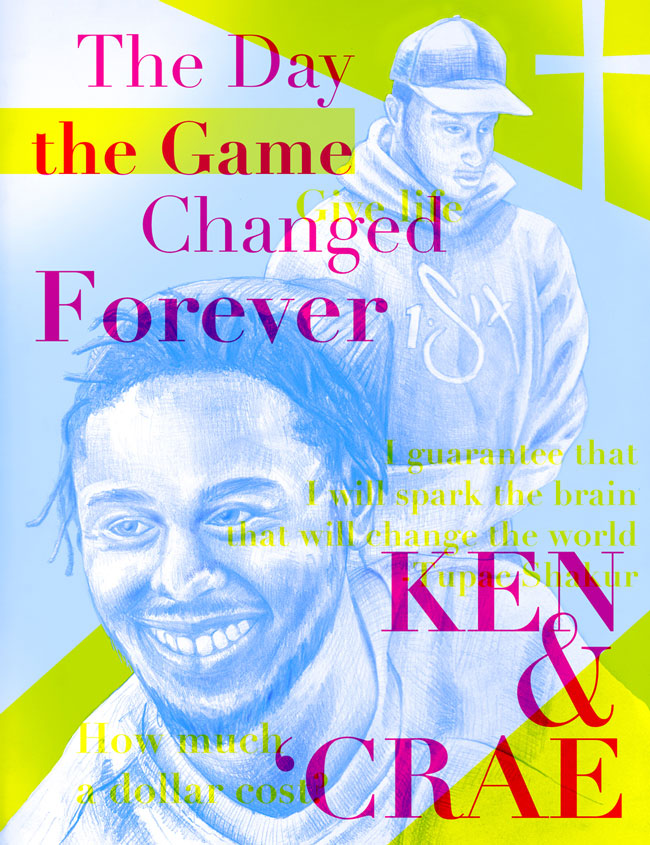 The Day
the Game
Changed
Give life
Forever
1·Six
I guarantee that
I will spark the brain
that will change the world
-Tupac Shakur
KEN
&
How much
a dollar cost?
‘CRAE